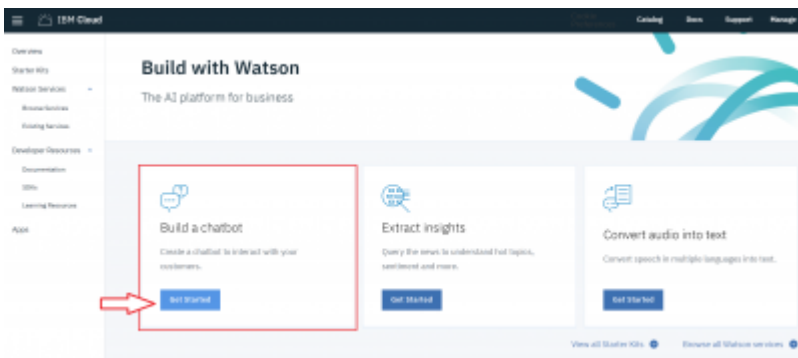 IBM Cloud
Catalog Docs Support Manage
Overview
Starter Kits
Watson Services
Browse Services
Existing Services
Developer Resources
Documentation
SDKs
Learning Resources
Apps
Build with Watson
The AI platform for business
Build a chatbot
Create a chatbot to interact with your
customers.
Get Started
Extract insights
Query the news to understand hot topics,
sentiment and more.
Get Started
Convert audio into text
Convert speech in multiple languages into text.
Get Started
View all Starter Kits
Browse all Watson services